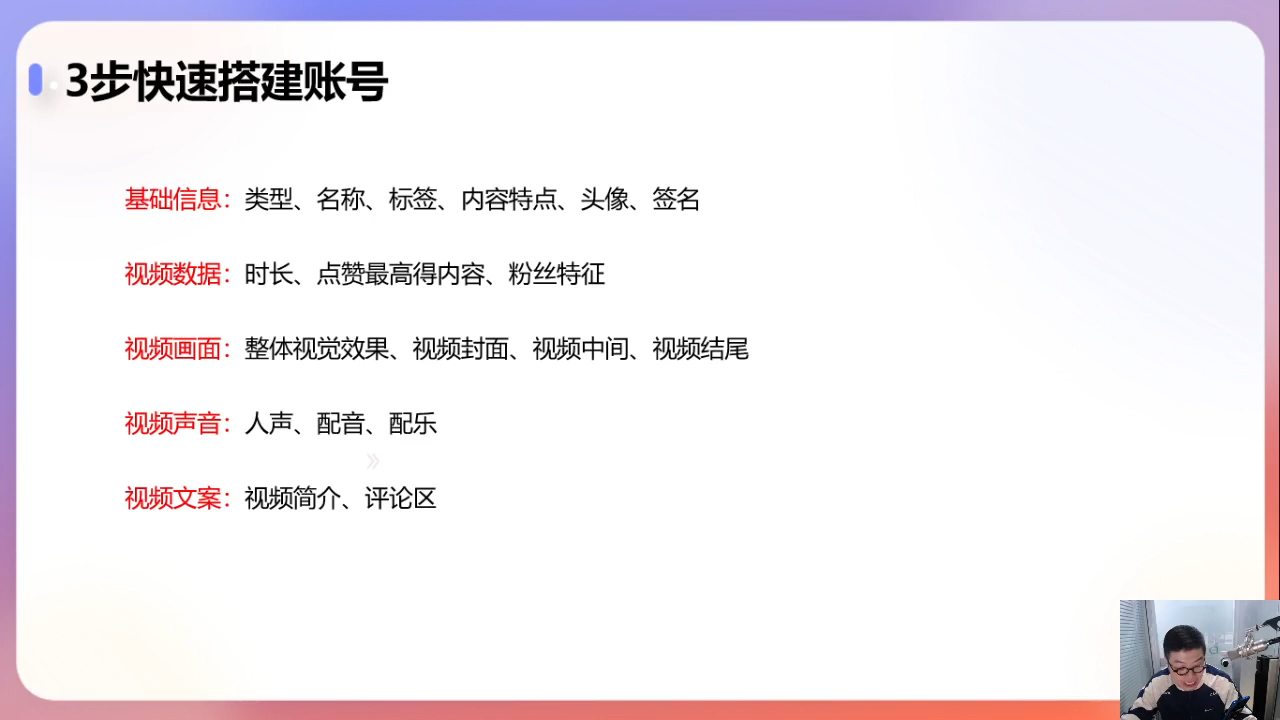 3步快速搭建账号
基础信息：类型、名称、标签、内容特点、头像、签名
视频数据：时长、点赞最高得内容、粉丝特征
视频画面：整体视觉效果、视频封面、视频中间、视频结尾
视频声音：人声、配音、配乐
视频文案：视频简介、评论区